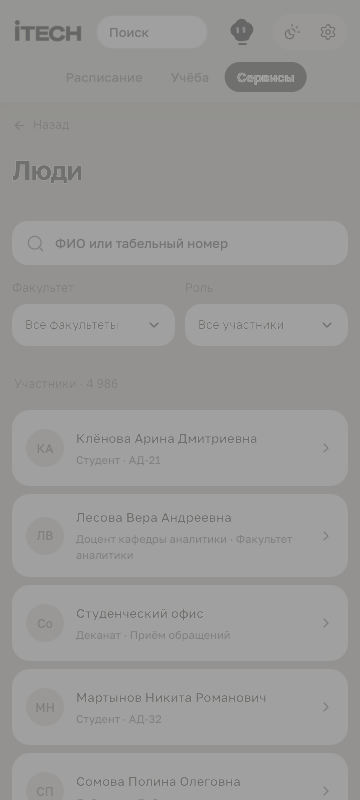 iTECH
Поиск
Расписание
Учёба
Сервисы
Назад
Люди
ФИО или табельный номер
Факультет
Роль
Все факультеты
Все участники
Участники · 4 986
КА
Клёнова Арина Дмитриевна
Студент · АД-21
ЛВ
Лесова Вера Андреевна
Доцент кафедры аналитики · Факультет
аналитики
Со
Студенческий офис
Деканат · Приём обращений
МН
Мартынов Никита Романович
Студент · АД-32
СП
Сомова Полина Олеговна